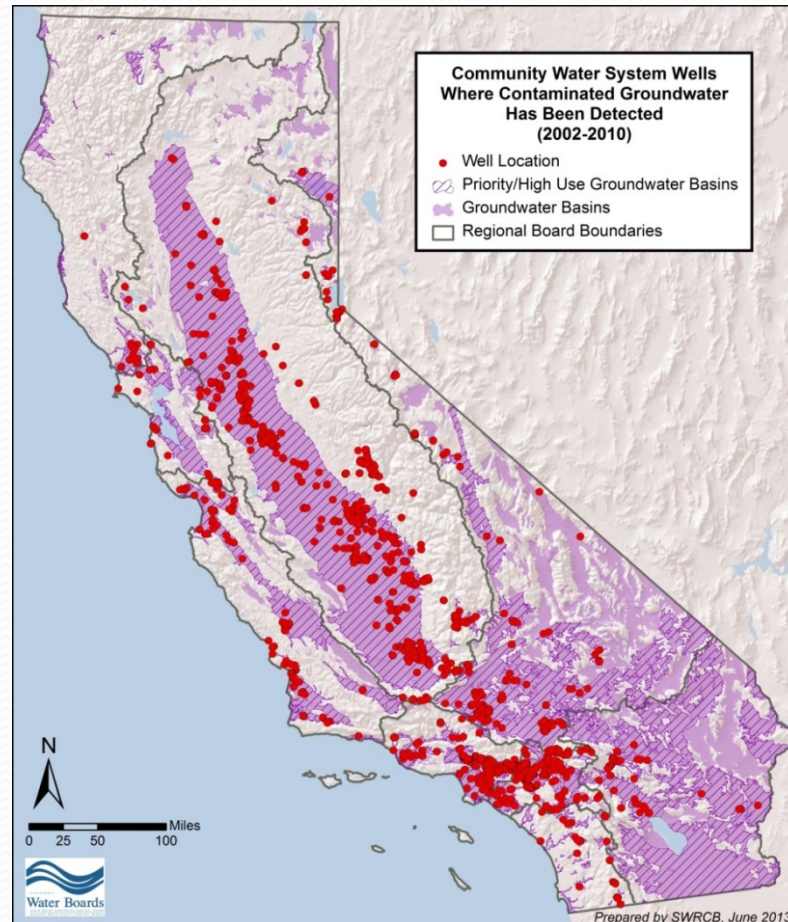 Community Water System Wells
Where Contaminated Groundwater
Has Been Detected
(2002-2010)
Well Location
Priority/High Use Groundwater Basins
Groundwater Basins
Regional Board Boundaries
N
Miles
0 25 50 100
Water Boards
Prepared by SWRCB, June 2013